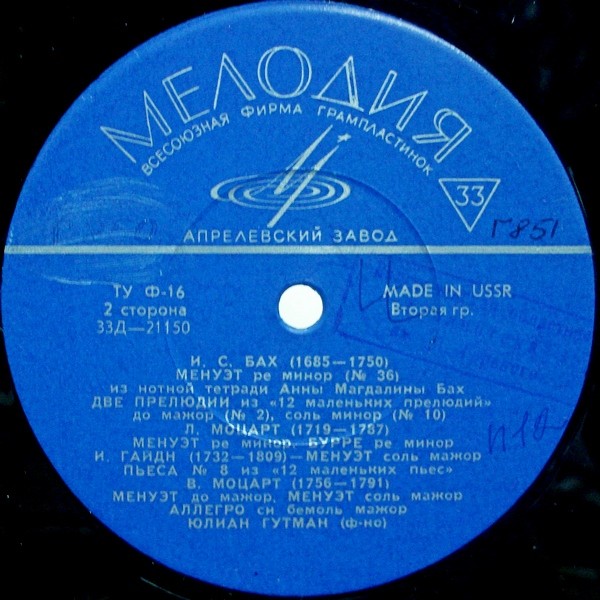 МЕЛОДИЯ
ВСЕСОЮЗНАЯ ФИРМА ГРАМПЛАСТИНОК
33
Г851
АПРЕЛЕВСКИЙ ЗАВОД
ТУ Ф-16
MADE IN USSR
2 сторона
Вторая гр.
33Д—21150
И. С. БАХ (1685—1750)
МЕНУЭТ ре минор (№ 36)
из нотной тетради Анны Магдалины Бах
ДВЕ ПРЕЛЮДИИ из «12 маленьких прелюдий»
до мажор (№ 2), соль минор (№ 10)
Л. МОЦАРТ (1719—1787)
МЕНУЭТ ре минор, БУРРЕ ре минор
И. ГАЙДН (1732—1809)—МЕНУЭТ соль мажор
ПЬЕСА № 8 из «12 маленьких пьес»
В. МОЦАРТ (1756—1791)
МЕНУЭТ до мажор, МЕНУЭТ соль мажор
АЛЛЕГРО си бемоль мажор
ЮЛИАН ГУТМАН (ф-но)